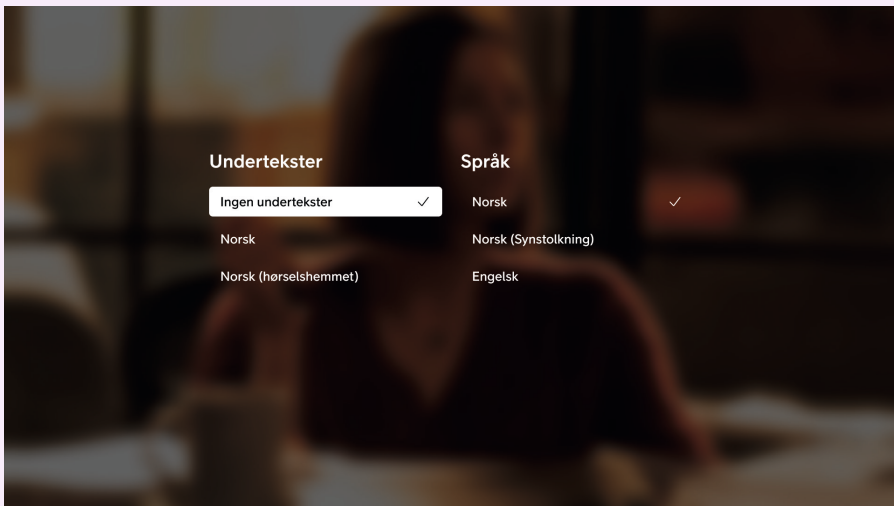 Undertekster
Ingen undertekster
Norsk
Norsk (hørselshemmet)
Språk
Norsk
Norsk (Synstolkning)
Engelsk